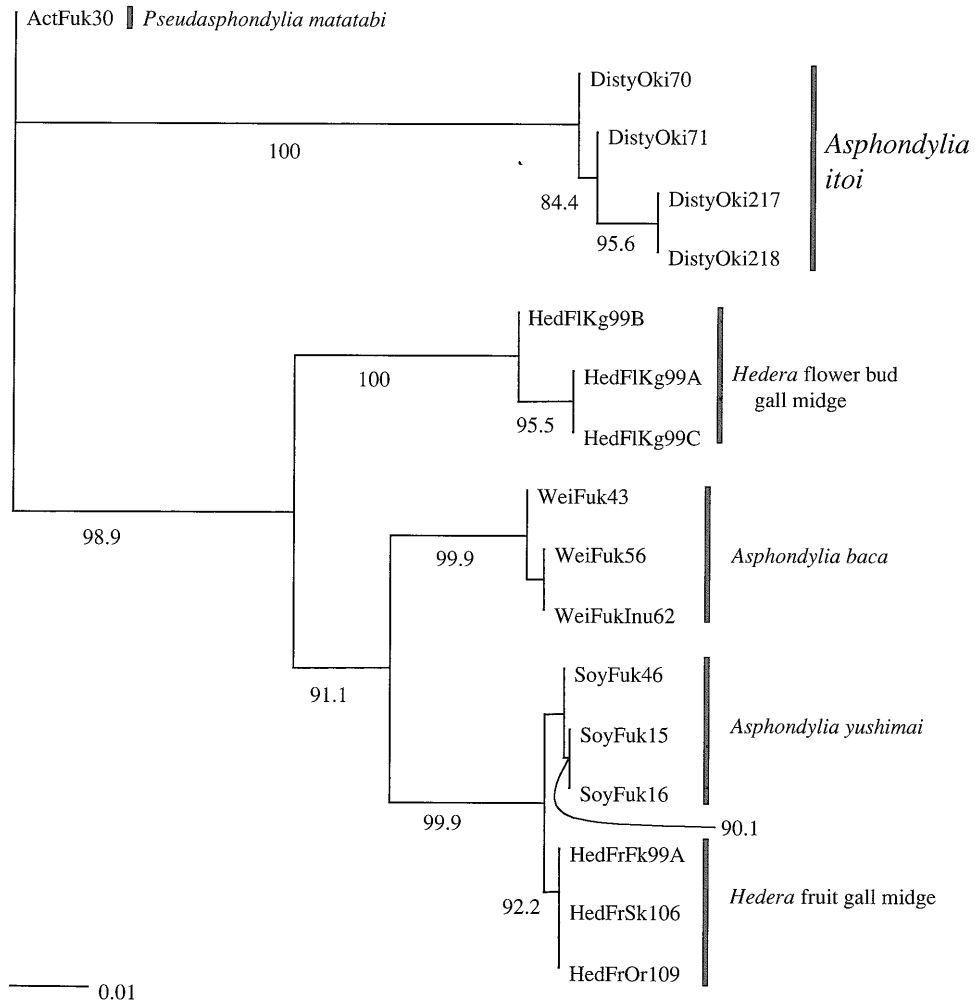 ActFuk30 Pseudasphondylia matatabi
DistyOki70
DistyOki71
100
Asphondylia
itoi
84.4
DistyOki217
95.6
DistyOki218
HedFlKg99B
100
HedFlKg99A
Hedera flower bud
gall midge
95.5
HedFlKg99C
WeiFuk43
98.9
99.9
WeiFuk56
Asphondylia baca
WeiFukInu62
91.1
SoyFuk46
SoyFuk15
Asphondylia yushimai
SoyFuk16
99.9
90.1
HedFrFk99A
92.2
HedFrSk106
Hedera fruit gall midge
HedFrOr109
0.01